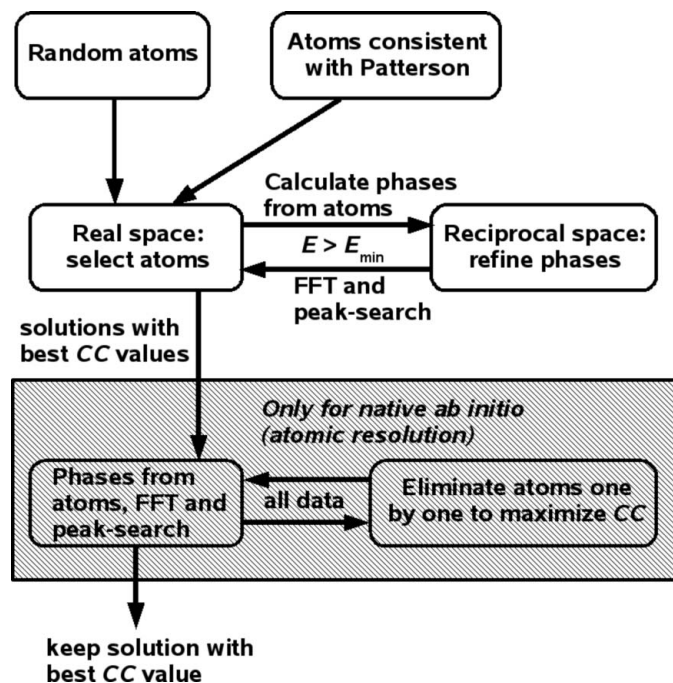 Random atoms
Atoms consistent
with Patterson
Calculate phases
from atoms
Real space:
select atoms
E > Emin
Reciprocal space:
refine phases
FFT and
peak-search
solutions with
best CC values
Only for native ab initio
(atomic resolution)
Phases from
atoms, FFT and
peak-search
all data
Eliminate atoms one
by one to maximize CC
keep solution with
best CC value